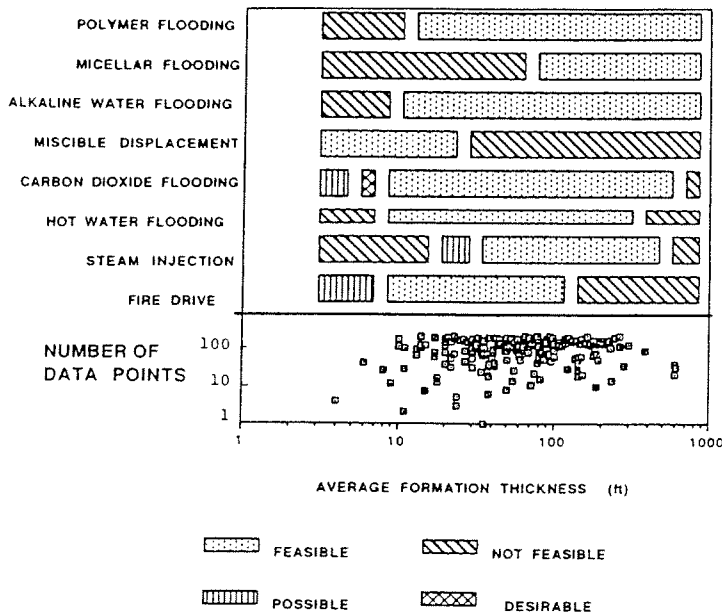 POLYMER FLOODING
MICELLAR FLOODING
ALKALINE WATER FLOODING
MISCIBLE DISPLACEMENT
CARBON DIOXIDE FLOODING
HOT WATER FLOODING
STEAM INJECTION
FIRE DRIVE
NUMBER OF
DATA POINTS
100
10
1
1 10 100 1000
AVERAGE FORMATION THICKNESS (ft)
FEASIBLE NOT FEASIBLE
POSSIBLE DESIRABLE